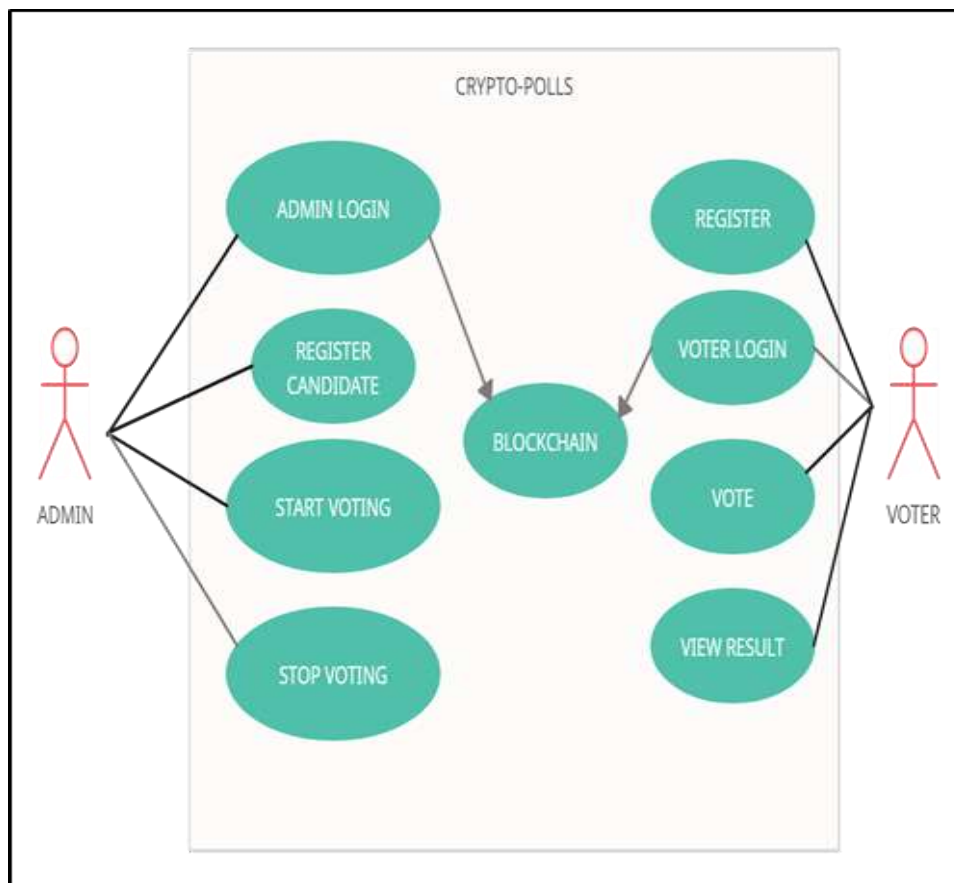 CRYPTO-POLLS
ADMIN LOGIN
REGISTER
CANDIDATE
START VOTING
STOP VOTING
BLOCKCHAIN
REGISTER
VOTER LOGIN
VOTE
VIEW RESULT
ADMIN
VOTER